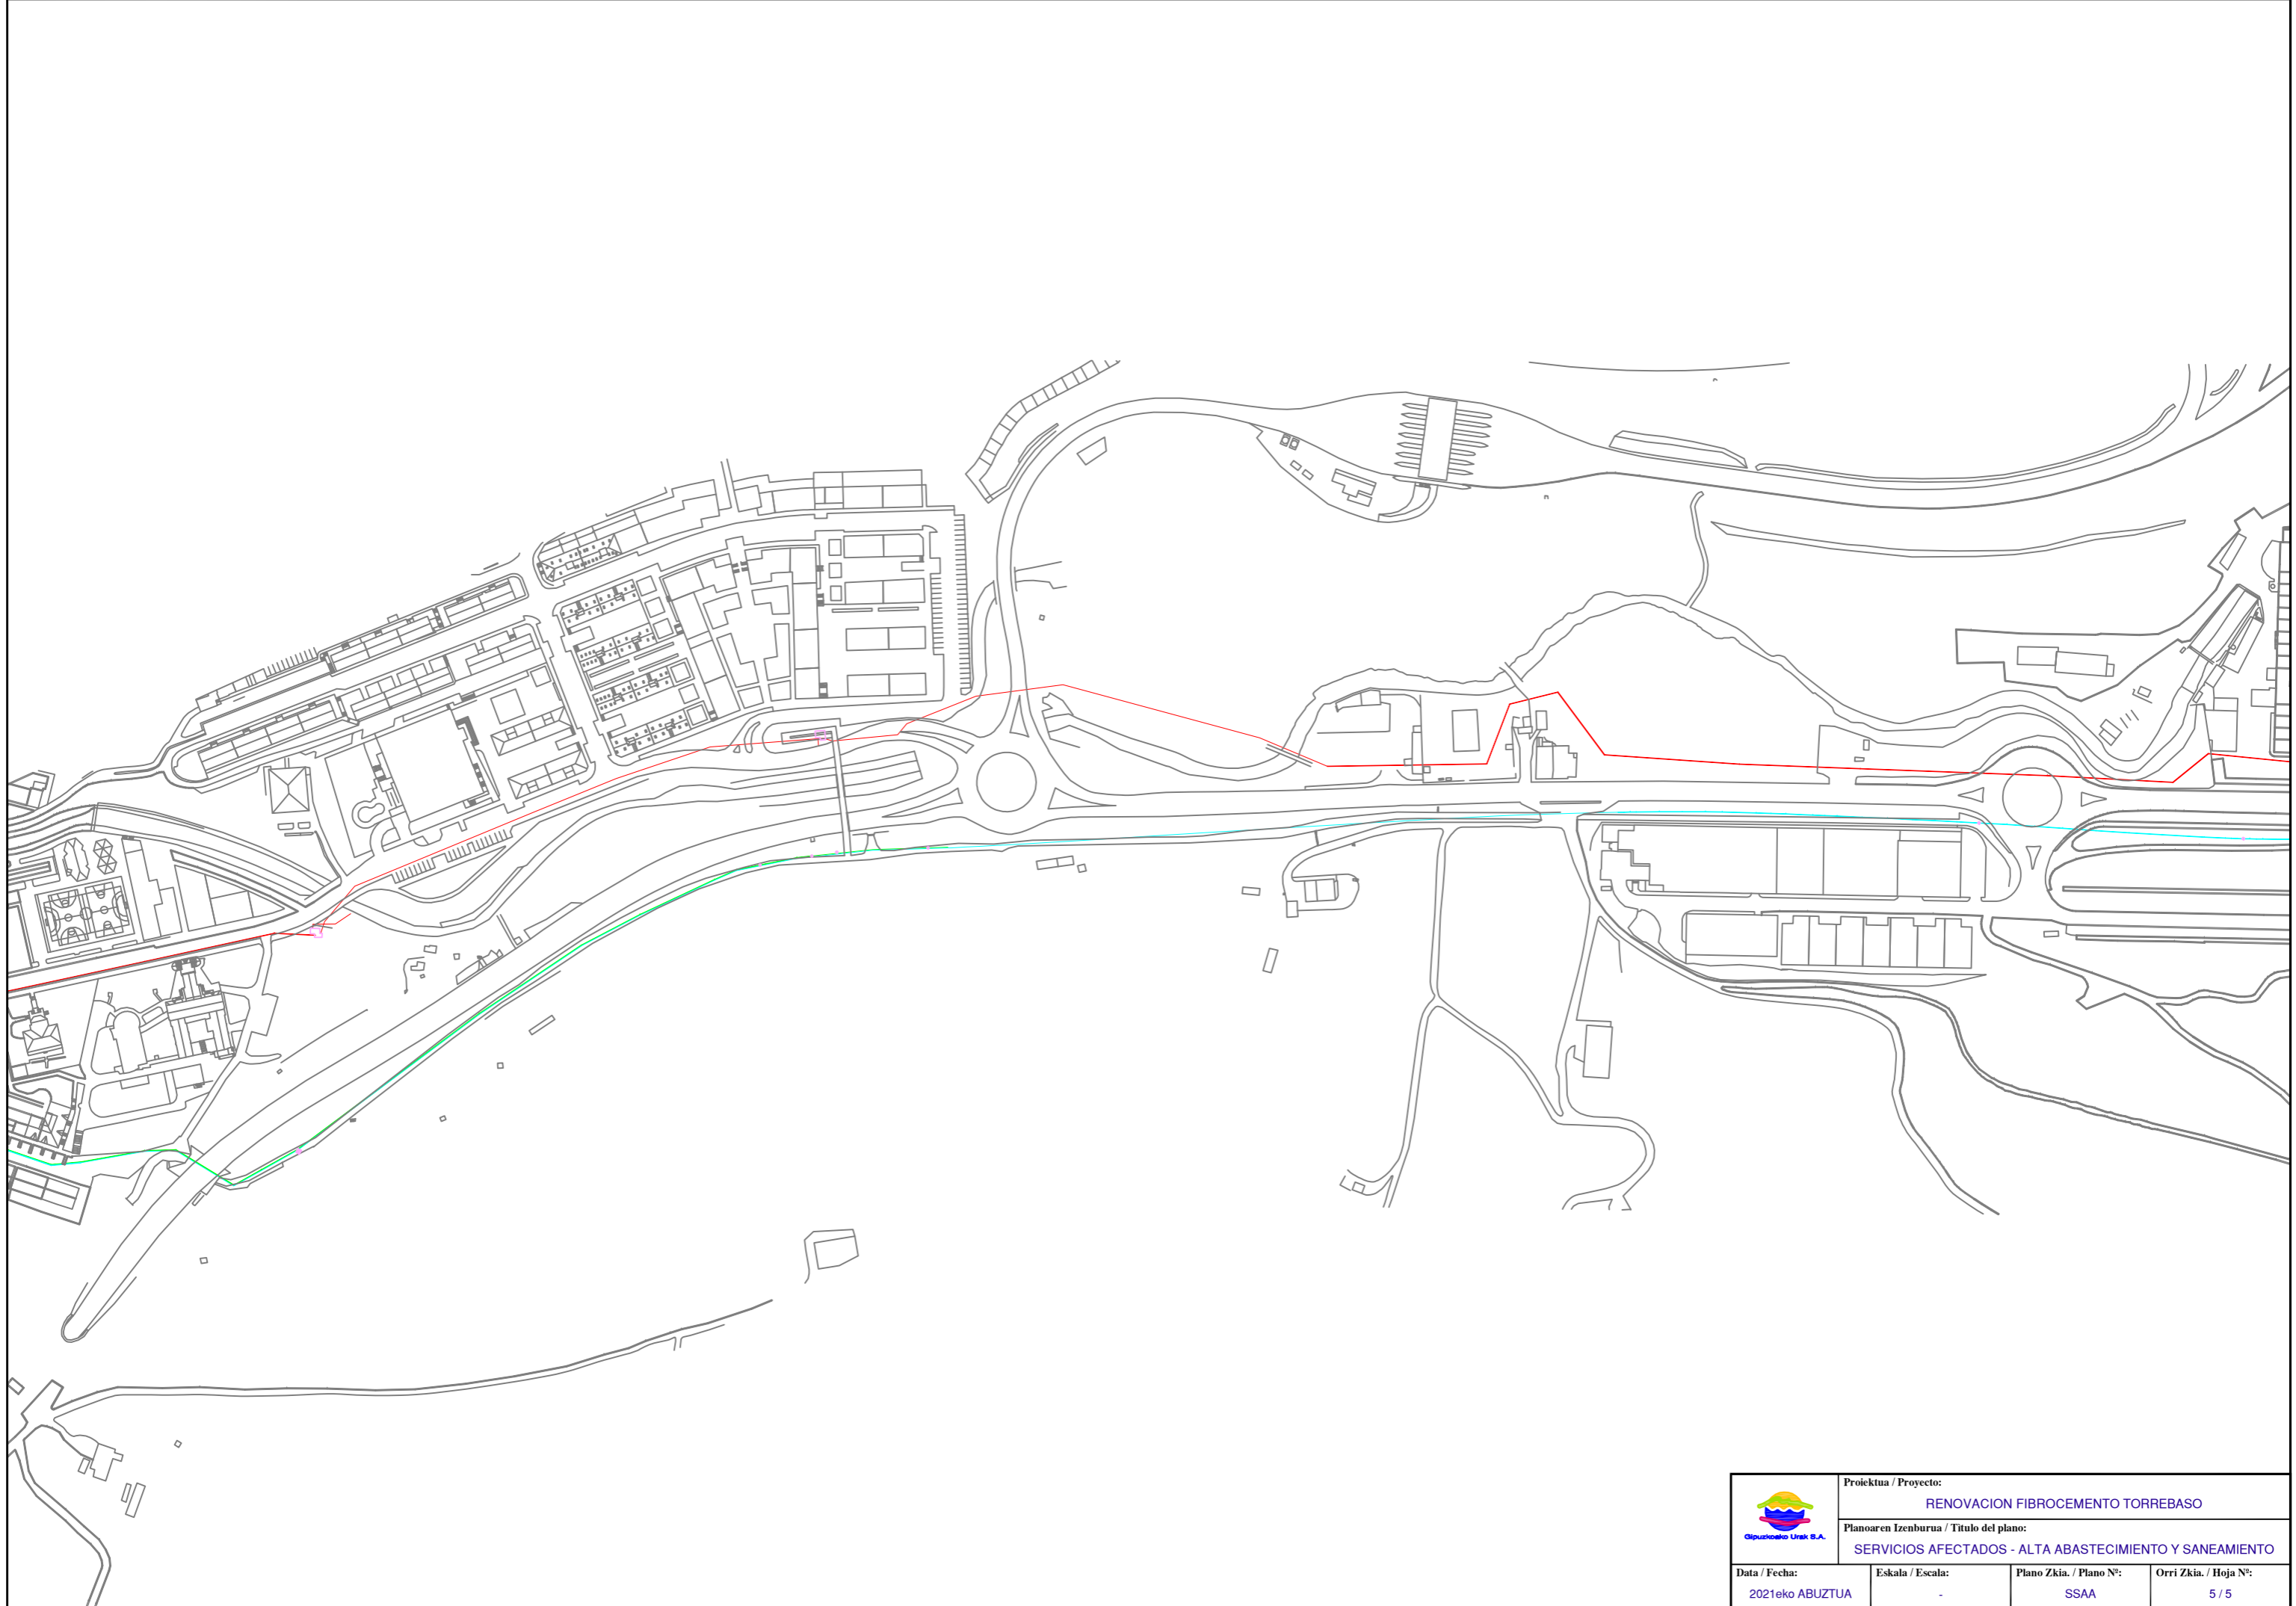 Proiektua / Proyecto:
RENOVACION FIBROCEMENTO TORREBASO
Gipuzkoako Urak S.A.
Planoaren Izenburua / Titulo del plano:
SERVICIOS AFECTADOS - ALTA ABASTECIMIENTO Y SANEAMIENTO
Data / Fecha:
2021eko ABUZTUA
Eskala / Escala:
-
Plano Zkia. / Plano Nº:
SSAA
Orri Zkia. / Hoja Nº:
5 / 5